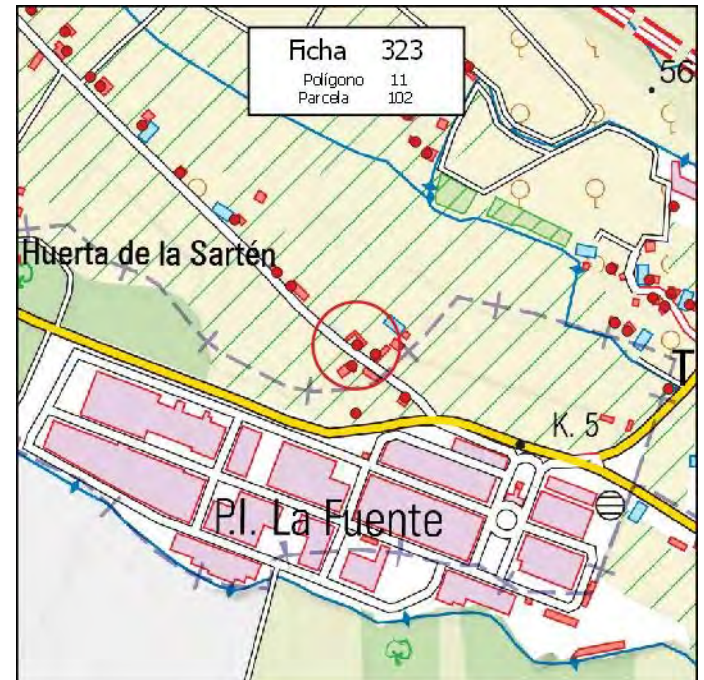 Ficha 323
Polígono 11
Parcela 102
56
Huerta de la Sartén
T
K. 5
P.I. La Fuente